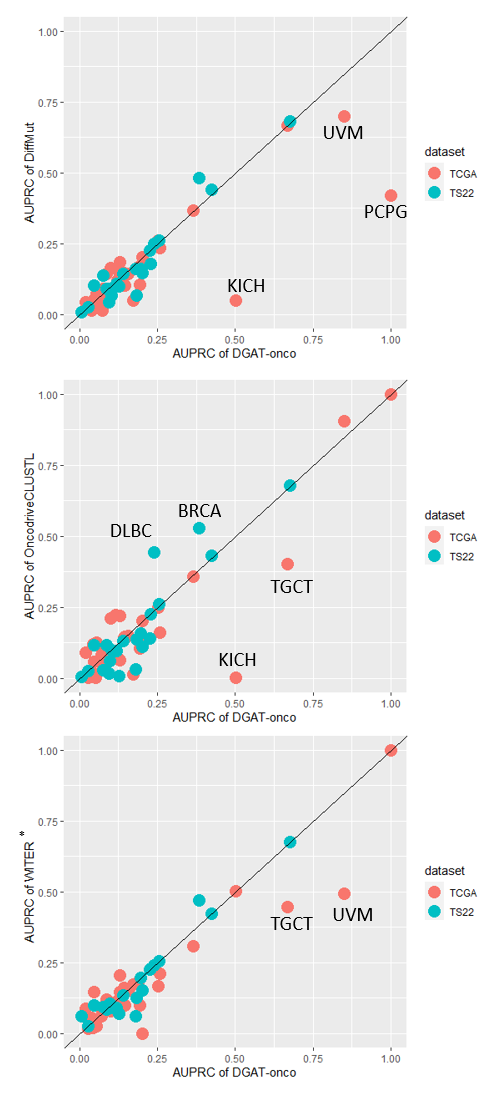 1.00
0.75
0.50
0.25
0.00
AUPRC of DiffMut
UVM
PCPG
KICH
0.00 0.25 0.50 0.75 1.00
AUPRC of DGAT-onco
dataset
TCGA
TS22
1.00
0.75
0.50
0.25
0.00
AUPRC of OncodriveCLUSTL
BRCA
DLBC
TGCT
KICH
0.00 0.25 0.50 0.75 1.00
AUPRC of DGAT-onco
dataset
TCGA
TS22
1.00
0.75
0.50
0.25
0.00
AUPRC of WITER *
TGCT
UVM
0.00 0.25 0.50 0.75 1.00
AUPRC of DGAT-onco
dataset
TCGA
TS22